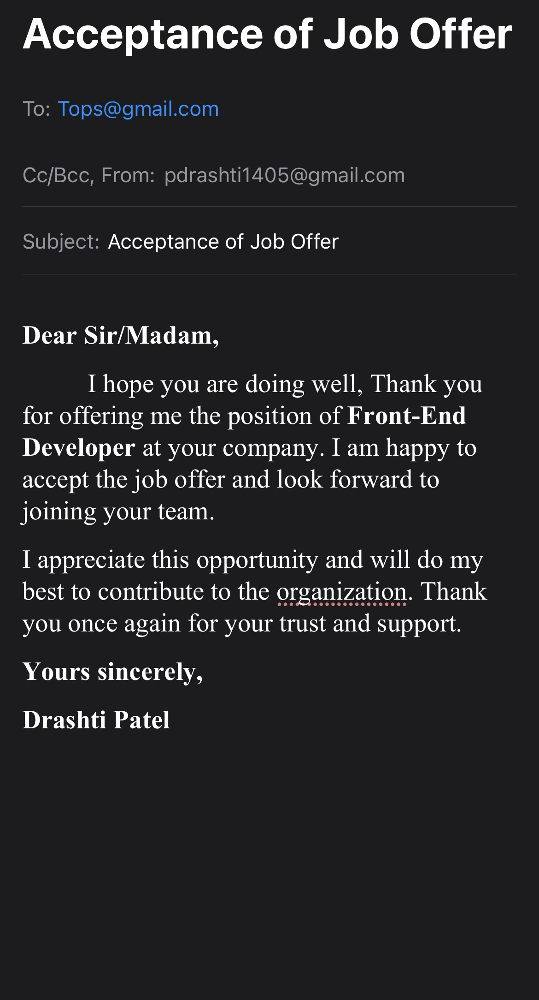 Acceptance of Job Offer
To: Tops@gmail.com
Cc/Bcc, From: pdrashti1405@gmail.com
Subject: Acceptance of Job Offer
Dear Sir/Madam,
I hope you are doing well, Thank you
for offering me the position of Front-End
Developer at your company. I am happy to
accept the job offer and look forward to
joining your team.
I appreciate this opportunity and will do my
best to contribute to the organization. Thank
you once again for your trust and support.
Yours sincerely,
Drashti Patel